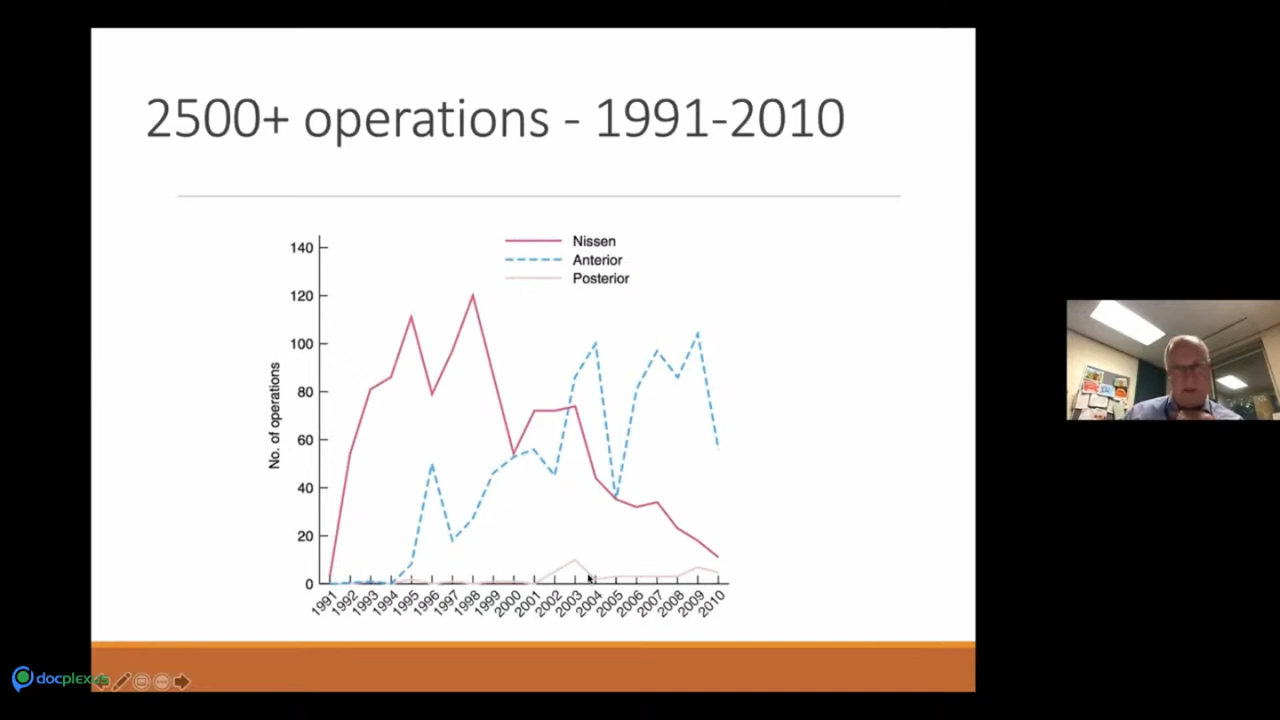 2500+ operations - 1991-2010
Nissen
Anterior
Posterior
No. of operations
140
120
100
80
60
40
20
0
1991 1992 1993 1994 1995 1996 1997 1998 1999 2000 2001 2002 2003 2004 2005 2006 2007 2008 2009 2010
docplexus